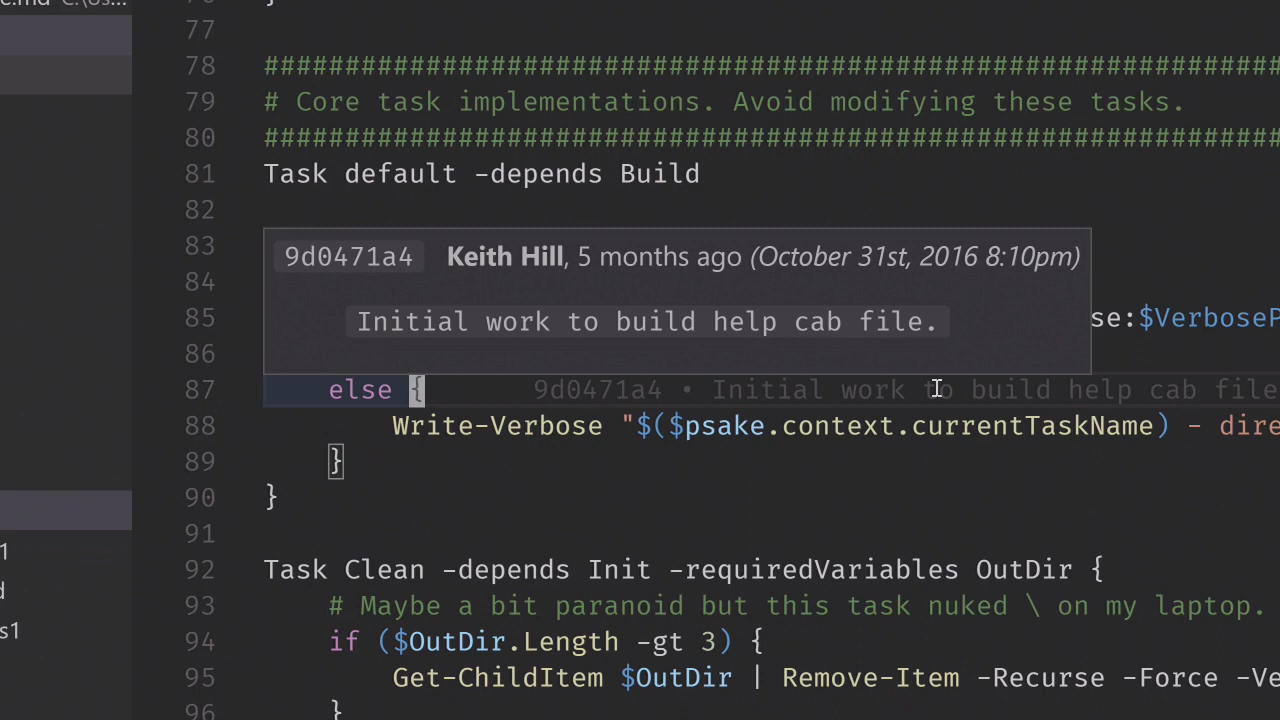 c.md C:\Us...
76 }
77
78 ###############################################################
79 # Core task implementations. Avoid modifying these tasks.
80 ###############################################################
81 Task default -depends Build
82
83
9d0471a4 Keith Hill, 5 months ago (October 31st, 2016 8:10pm)
84
Initial work to build help cab file.
85 se:$VerboseP
86
87 else { 9d0471a4 • Initial work to build help cab file
88 Write-Verbose "$($psake.context.currentTaskName) - dire
89 }
90 }
91
1
92 Task Clean -depends Init -requiredVariables OutDir {
d
93 # Maybe a bit paranoid but this task nuked \ on my laptop.
s1
94 if ($OutDir.Length -gt 3) {
95 Get-ChildItem $OutDir | Remove-Item -Recurse -Force -Ve
96 }